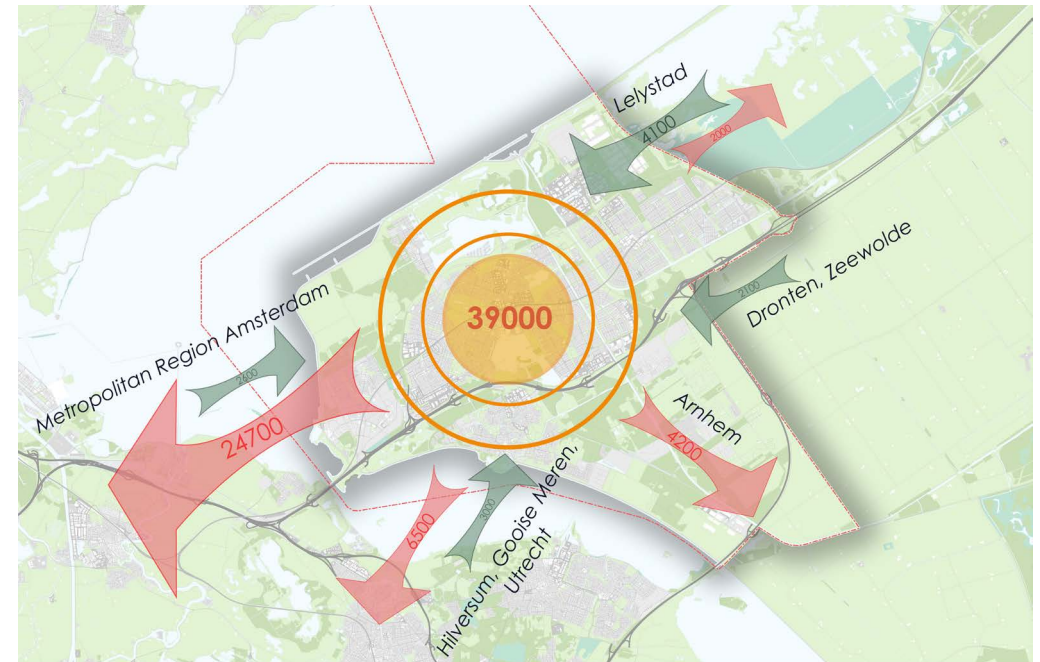 Lelystad
4100
2000
Dronten, Zeewolde
2100
39000
Metropolitan Region Amsterdam
2600
24700
Arnhem
4200
6500
3000
Hilversum, Gooise Meren,
Utrecht